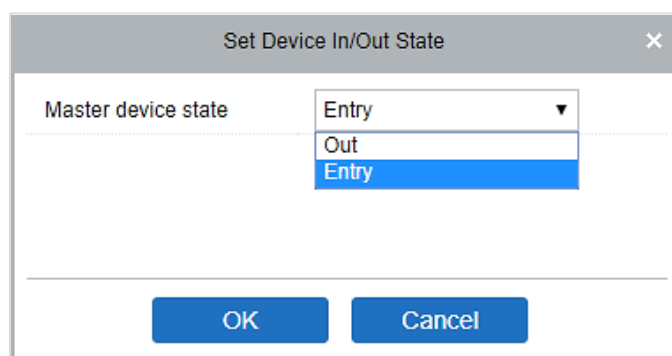 Set Device In/Out State ×
Master device state Entry ▼
Out
Entry
OK Cancel